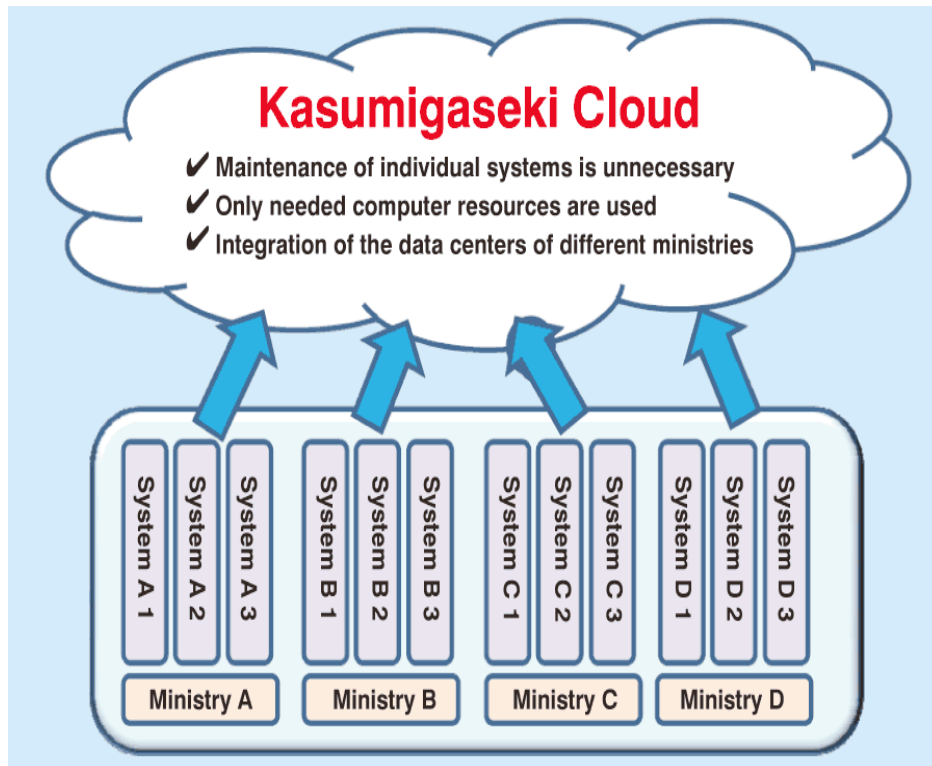 Kasumigaseki Cloud
✔ Maintenance of individual systems is unnecessary
✔ Only needed computer resources are used
✔ Integration of the data centers of different ministries
System A 1
System A 2
System A 3
System B 1
System B 2
System B 3
System C 1
System C 2
System C 3
System D 1
System D 2
System D 3
Ministry A
Ministry B
Ministry C
Ministry D